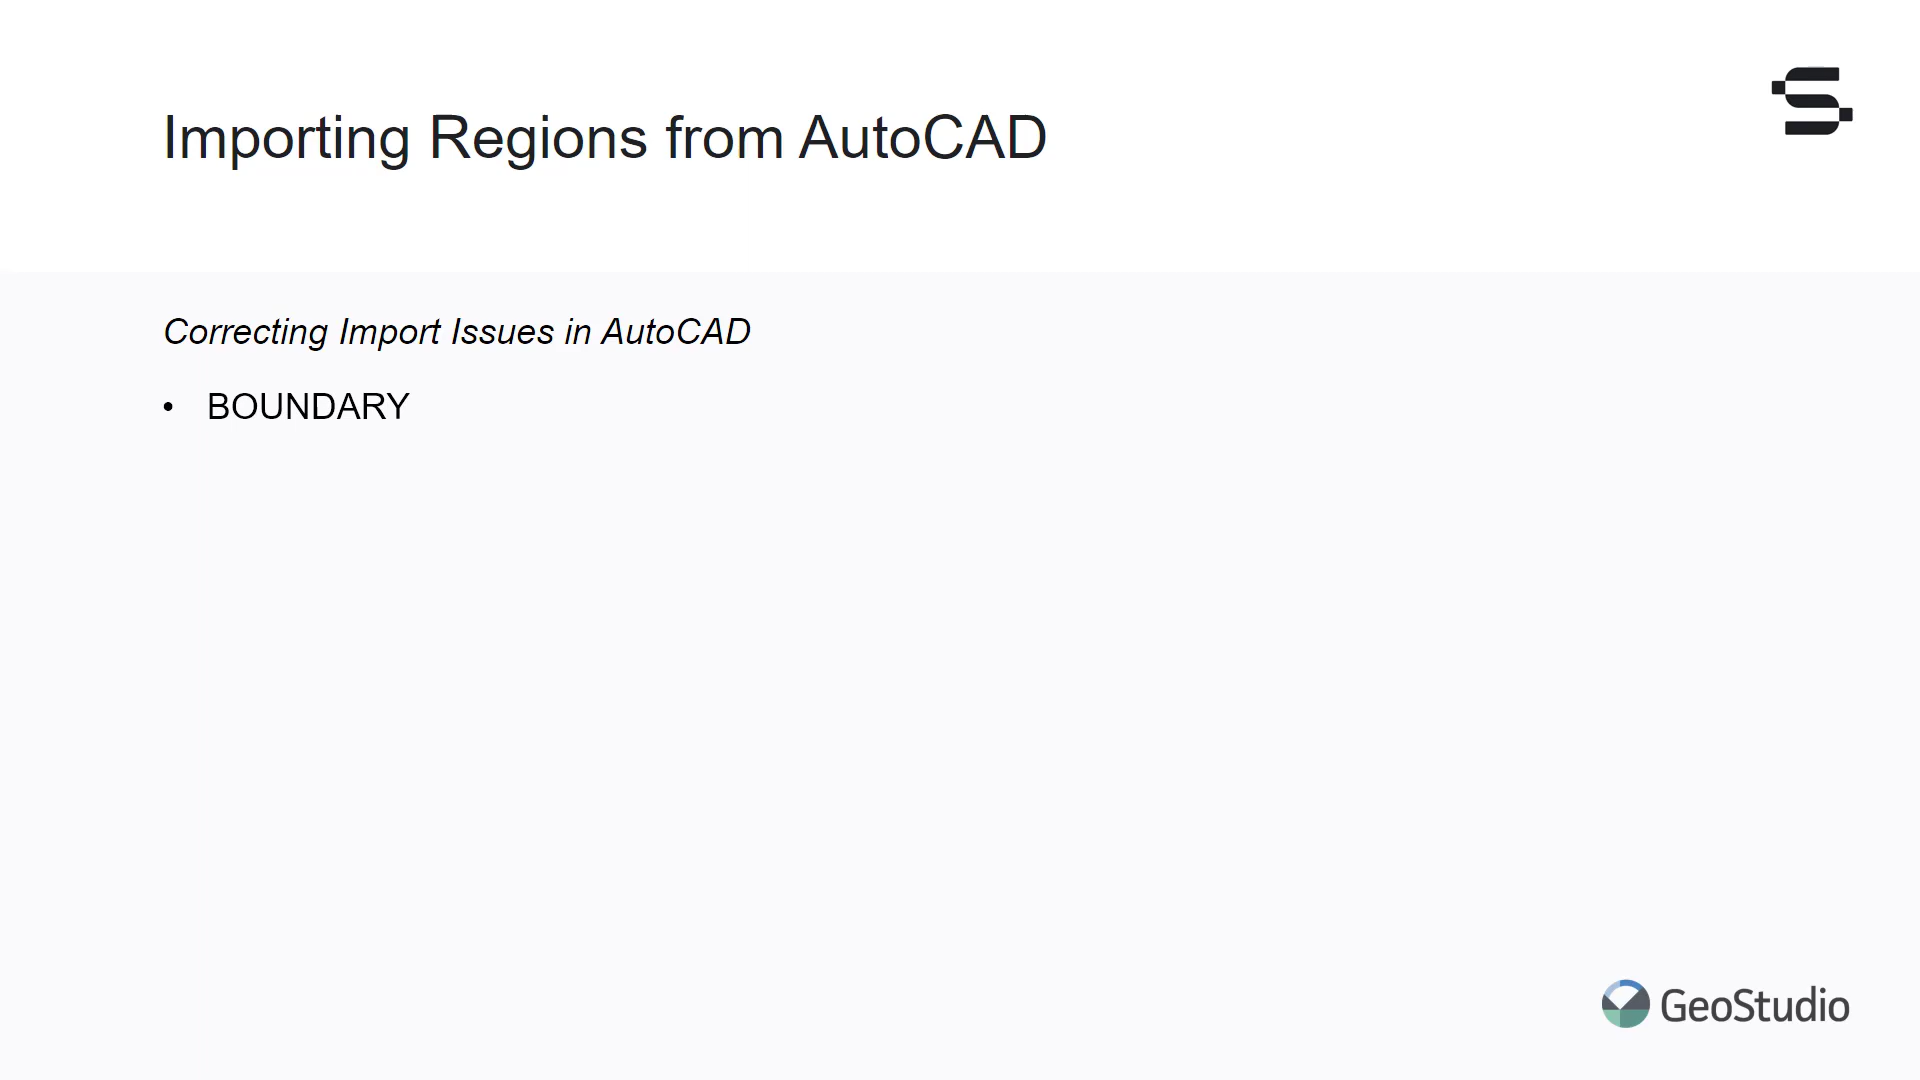 Importing Regions from AutoCAD
Correcting Import Issues in AutoCAD
• BOUNDARY
GeoStudio